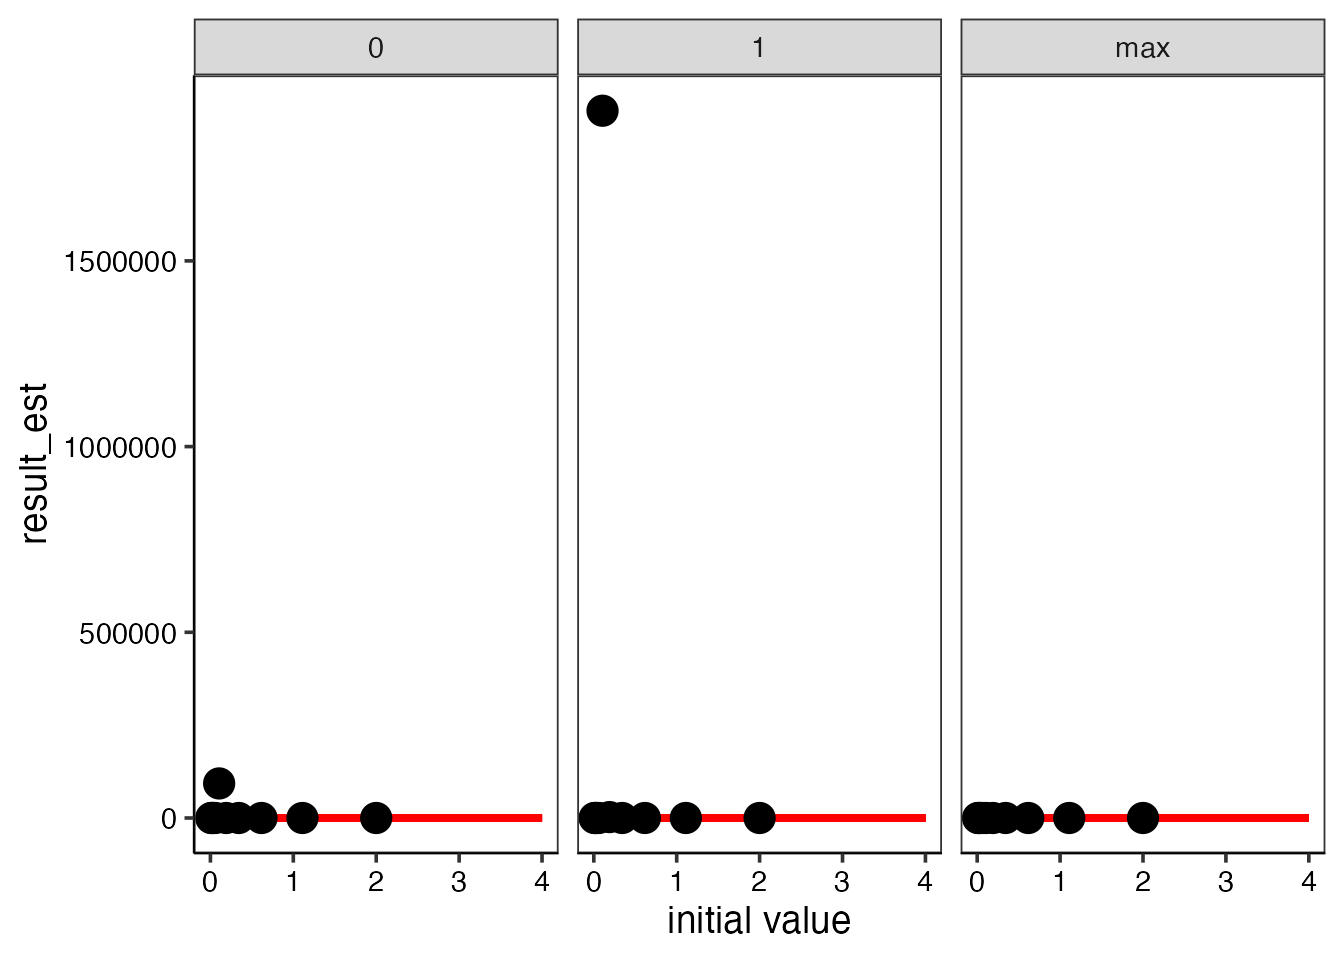 0 1 max
result_est
1500000
1000000
500000
0
0 1 2 3 4 0 1 2 3 4 0 1 2 3 4
initial value